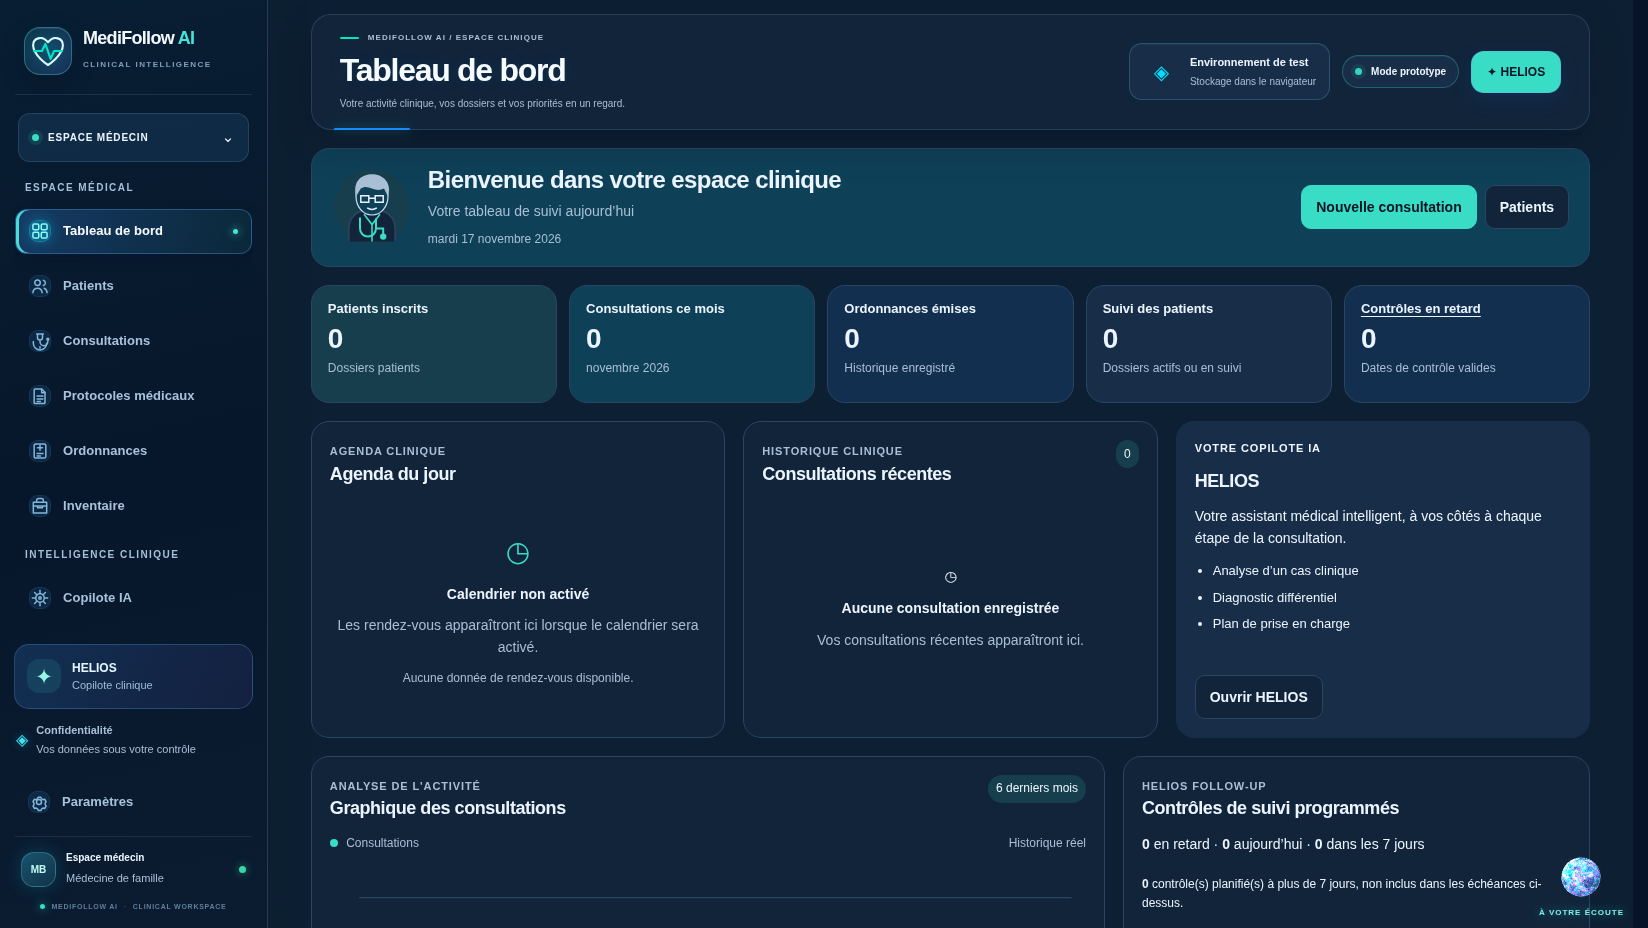 MediFollow AI
CLINICAL INTELLIGENCE
ESPACE MÉDECIN
ESPACE MÉDICAL
Tableau de bord
Patients
Consultations
Protocoles médicaux
Ordonnances
Inventaire
INTELLIGENCE CLINIQUE
Copilote IA
HELIOS
Copilote clinique
Confidentialité
Vos données sous votre contrôle
Paramètres
MB
Espace médecin
Médecine de famille
MEDIFOLLOW AI · CLINICAL WORKSPACE
MEDIFOLLOW AI / ESPACE CLINIQUE
Tableau de bord
Votre activité clinique, vos dossiers et vos priorités en un regard.
Environnement de test
Stockage dans le navigateur
Mode prototype
✦ HELIOS
Bienvenue dans votre espace clinique
Votre tableau de suivi aujourd’hui
mardi 17 novembre 2026
Nouvelle consultation
Patients
Patients inscrits
0
Dossiers patients
Consultations ce mois
0
novembre 2026
Ordonnances émises
0
Historique enregistré
Suivi des patients
0
Dossiers actifs ou en suivi
Contrôles en retard
0
Dates de contrôle valides
AGENDA CLINIQUE
Agenda du jour
Calendrier non activé
Les rendez-vous apparaîtront ici lorsque le calendrier sera
activé.
Aucune donnée de rendez-vous disponible.
HISTORIQUE CLINIQUE
Consultations récentes
0
Aucune consultation enregistrée
Vos consultations récentes apparaîtront ici.
VOTRE COPILOTE IA
HELIOS
Votre assistant médical intelligent, à vos côtés à chaque
étape de la consultation.
• Analyse d’un cas clinique
• Diagnostic différentiel
• Plan de prise en charge
Ouvrir HELIOS
ANALYSE DE L'ACTIVITÉ
Graphique des consultations
6 derniers mois
Consultations
Historique réel
HELIOS FOLLOW-UP
Contrôles de suivi programmés
0 en retard · 0 aujourd’hui · 0 dans les 7 jours
0 contrôle(s) planifié(s) à plus de 7 jours, non inclus dans les échéances ci-
dessus.
À VOTRE ÉCOUTE